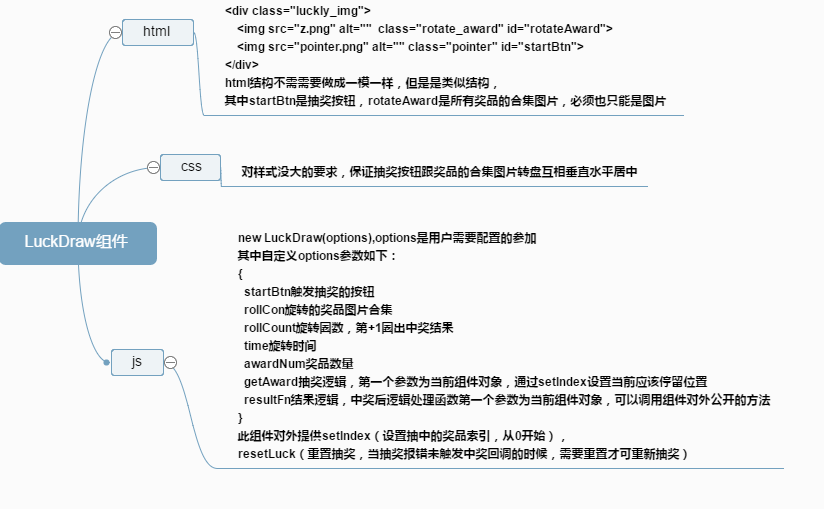 html
<div class="luckly_img">
<img src="z.png" alt="" class="rotate_award" id="rotateAward">
<img src="pointer.png" alt="" class="pointer" id="startBtn">
</div>
html结构不需需要做成一模一样，但是是类似结构，
其中startBtn是抽奖按钮，rotateAward是所有奖品的合集图片，必须也只能是图片
css
对样式没大的要求，保证抽奖按钮跟奖品的合集图片转盘互相垂直水平居中
LuckDraw组件
js
new LuckDraw(options),options是用户需要配置的参加
其中自定义options参数如下：
{
startBtn触发抽奖的按钮
rollCon旋转的奖品图片合集
rollCount旋转圆数，第+1圆出中奖结果
time旋转时间
awardNum奖品数量
getAward抽奖逻辑，第一个参数为当前组件对象，通过setIndex设置当前应该停留位置
resultFn结果逻辑，中奖后逻辑处理函数第一个参数为当前组件对象，可以调用组件对外公开的方法
}
此组件对外提供setIndex（设置抽中的奖品索引，从0开始），
resetLuck（重置抽奖，当抽奖报错未触发中奖回调的时候，需要重置才可重新抽奖）